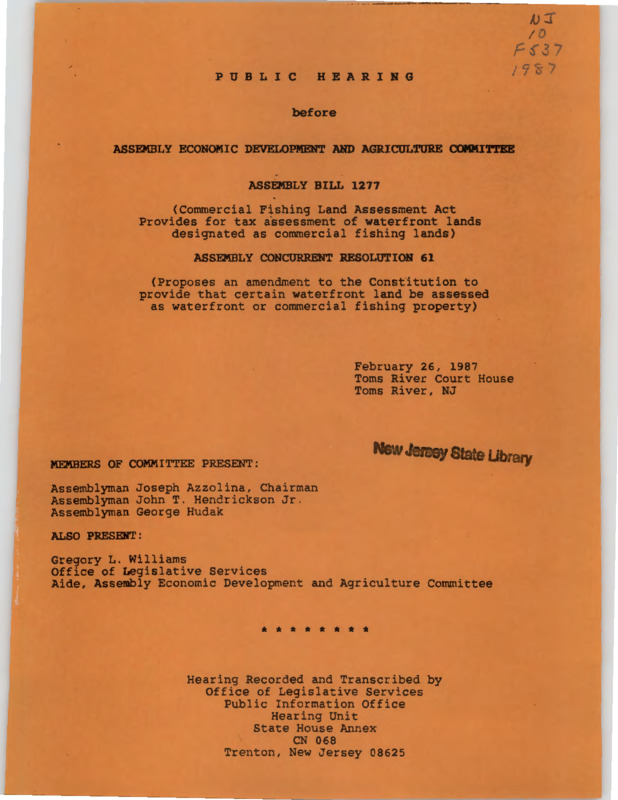 NJ
10
F537
1987
PUBLIC HEARING
before
ASSEMBLY ECONOMIC DEVELOPMENT AND AGRICULTURE COMMITTEE
ASSEMBLY BILL 1277
(Commercial Fishing Land Assessment Act
Provides for tax assessment of waterfront lands
designated as commercial fishing lands)
ASSEMBLY CONCURRENT RESOLUTION 61
(Proposes an amendment to the Constitution to
provide that certain waterfront land be assessed
as waterfront or commercial fishing property)
February 26, 1987
Toms River Court House
Toms River, NJ
New Jersey State Library
MEMBERS OF COMMITTEE PRESENT:
Assemblyman Joseph Azzolina, Chairman
Assemblyman John T. Hendrickson Jr.
Assemblyman George Hudak
ALSO PRESENT:
Gregory L. Williams
Office of Legislative Services
Aide, Assembly Economic Development and Agriculture Committee
* * * * * * * *
Hearing Recorded and Transcribed by
Office of Legislative Services
Public Information Office
Hearing Unit
State House Annex
CN 068
Trenton, New Jersey 08625